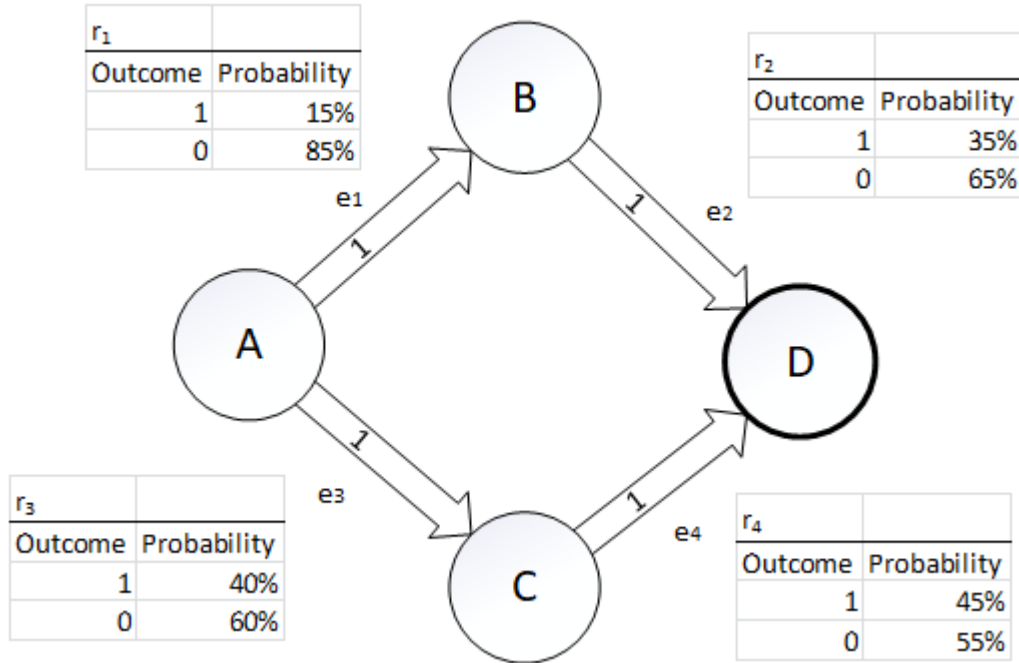 r₁
Outcome Probability
1 15%
0 85%
B
r₂
Outcome Probability
1 35%
0 65%
e₁
1
1
e₂
A
D
1
e₃
1
e₄
r₃
Outcome Probability
1 40%
0 60%
C
r₄
Outcome Probability
1 45%
0 55%